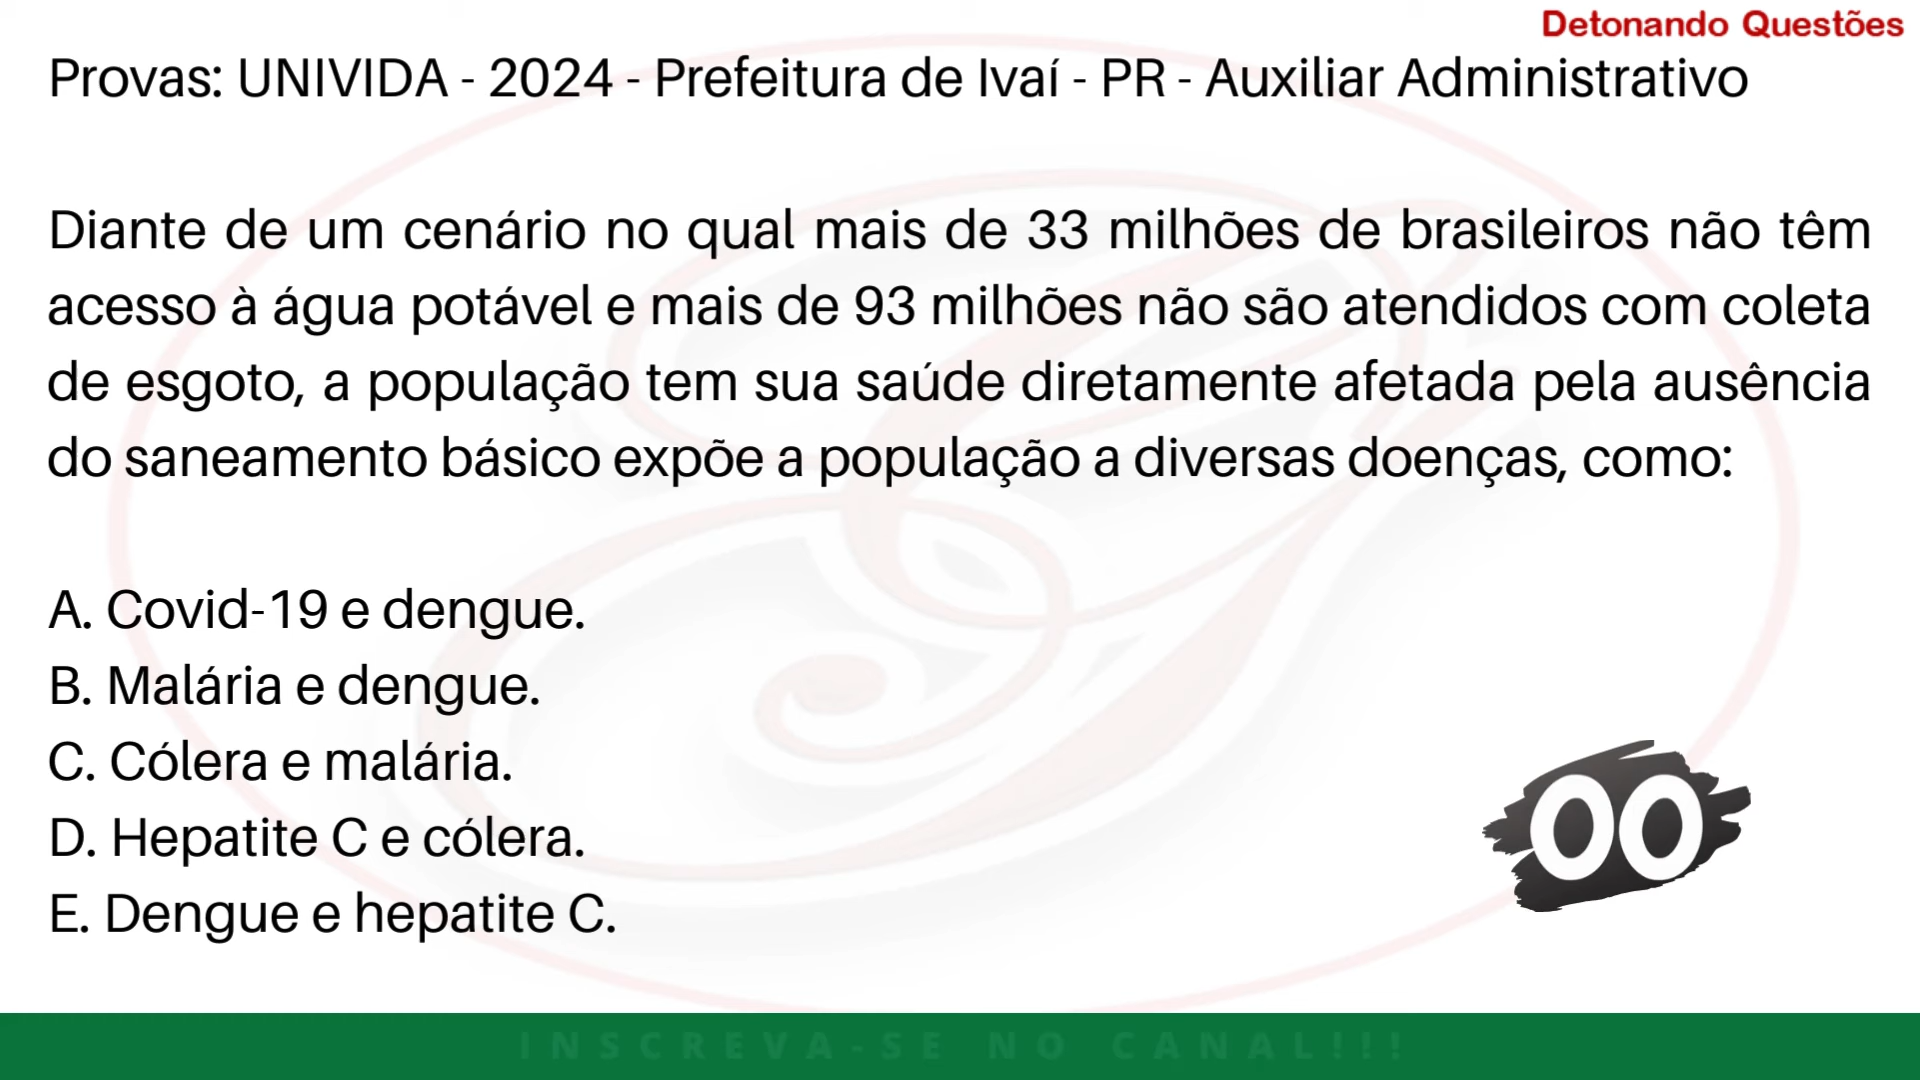 Detonando Questões
Provas: UNIVIDA - 2024 - Prefeitura de Ivaí - PR - Auxiliar Administrativo
Diante de um cenário no qual mais de 33 milhões de brasileiros não têm
acesso à água potável e mais de 93 milhões não são atendidos com coleta
de esgoto, a população tem sua saúde diretamente afetada pela ausência
do saneamento básico expõe a população a diversas doenças, como:
A. Covid-19 e dengue.
B. Malária e dengue.
C. Cólera e malária.
D. Hepatite C e cólera.
E. Dengue e hepatite C.
00
INSCREVA-SE NO CANAL!!!